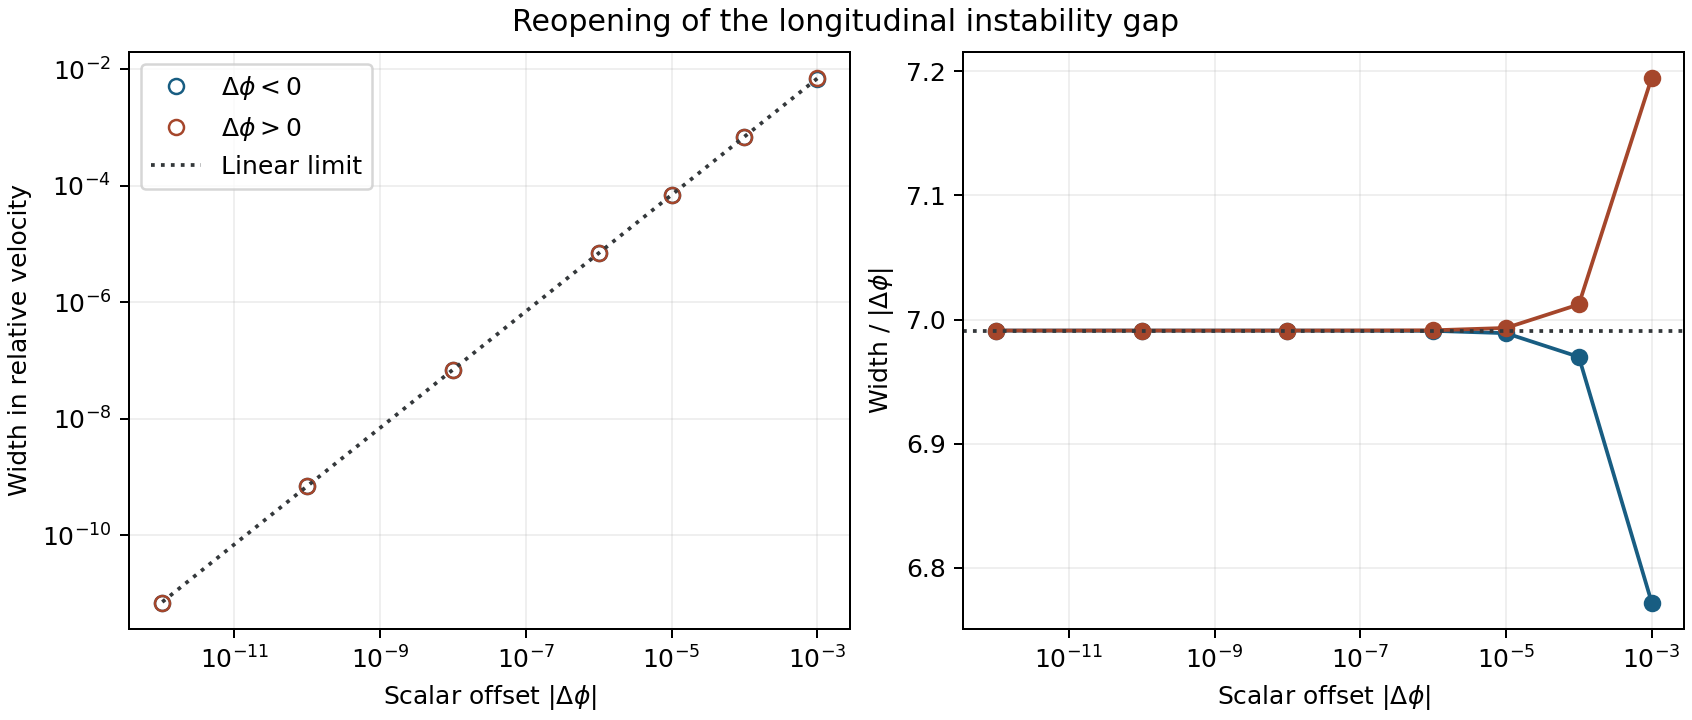 Reopening of the longitudinal instability gap
Width in relative velocity
10⁻²
10⁻⁴
10⁻⁶
10⁻⁸
10⁻¹⁰
Δϕ < 0
Δϕ > 0
Linear limit
10⁻¹¹ 10⁻⁹ 10⁻⁷ 10⁻⁵ 10⁻³
Scalar offset |Δϕ|
Width / |Δϕ|
7.2
7.1
7.0
6.9
6.8
10⁻¹¹ 10⁻⁹ 10⁻⁷ 10⁻⁵ 10⁻³
Scalar offset |Δϕ|